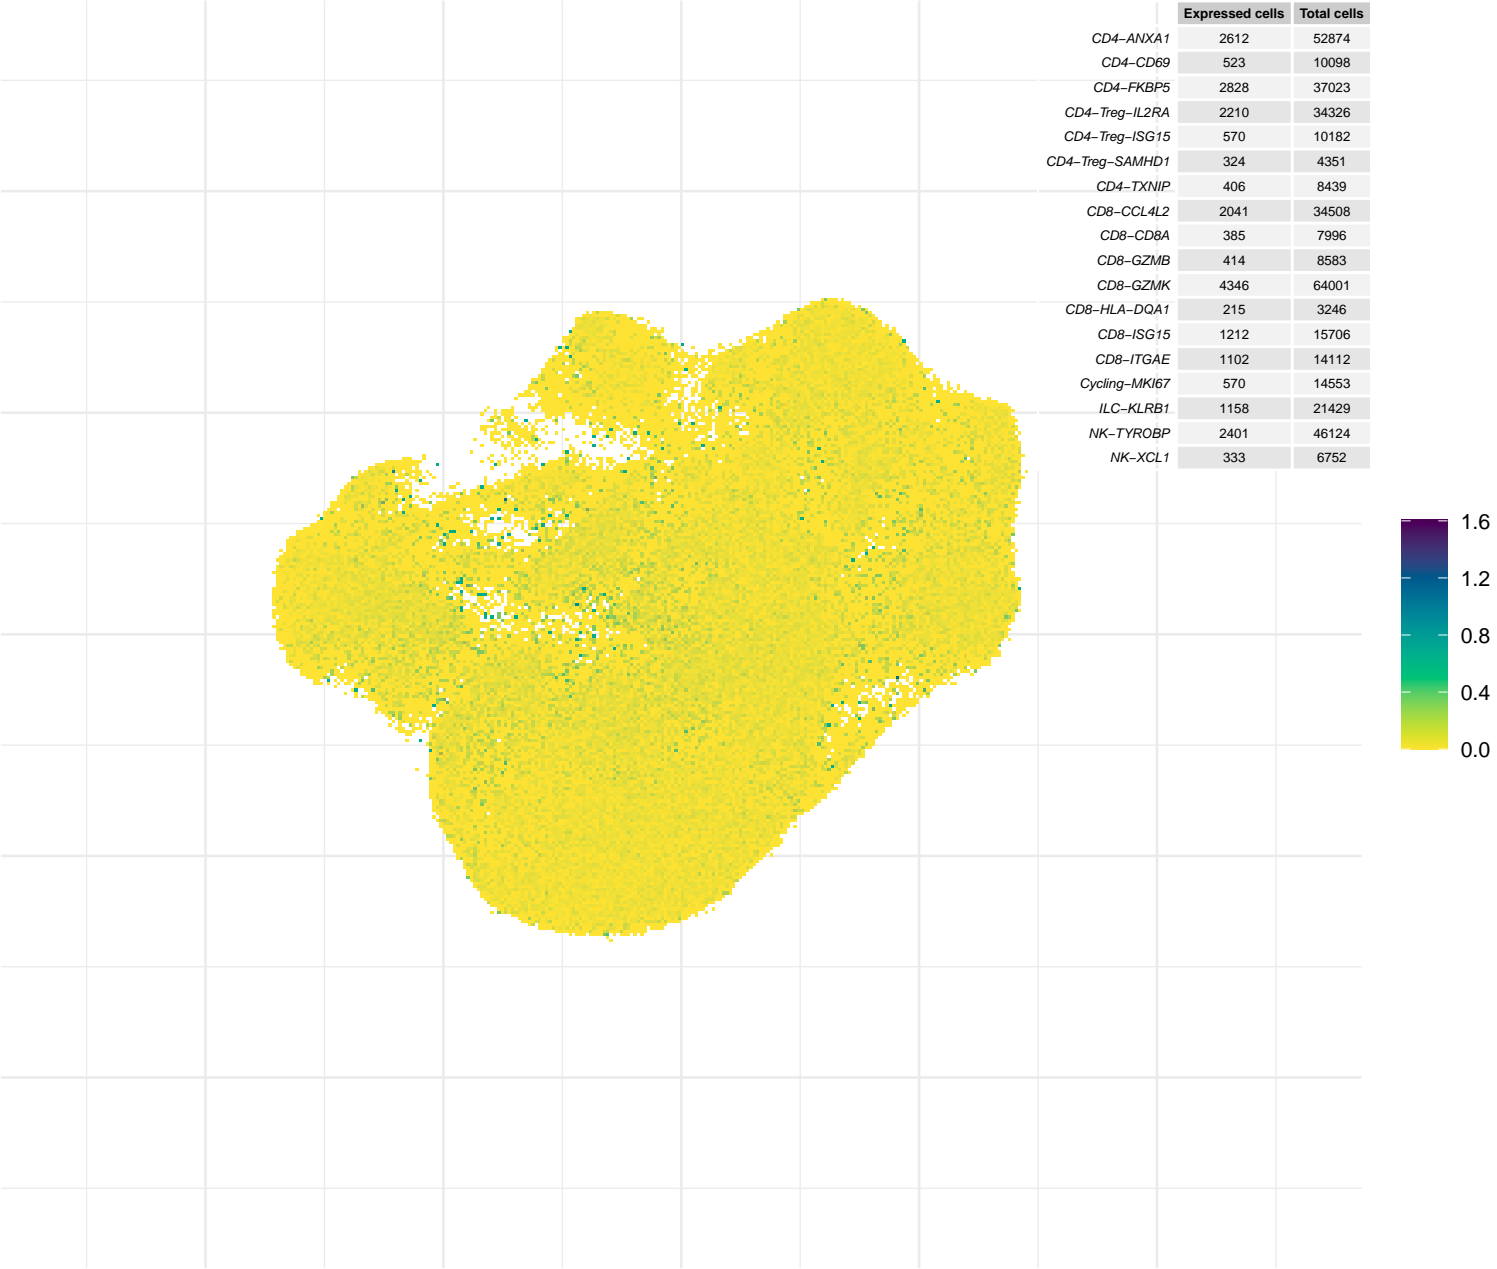 Expressed cells Total cells
CD4−ANXA1 2612 52874
CD4−CD69 523 10098
CD4−FKBP5 2828 37023
CD4−Treg−IL2RA 2210 34326
CD4−Treg−ISG15 570 10182
CD4−Treg−SAMHD1 324 4351
CD4−TXNIP 406 8439
CD8−CCL4L2 2041 34508
CD8−CD8A 385 7996
CD8−GZMB 414 8583
CD8−GZMK 4346 64001
CD8−HLA−DQA1 215 3246
CD8−ISG15 1212 15706
CD8−ITGAE 1102 14112
Cycling−MKI67 570 14553
ILC−KLRB1 1158 21429
NK−TYROBP 2401 46124
NK−XCL1 333 6752
1.6
1.2
0.8
0.4
0.0